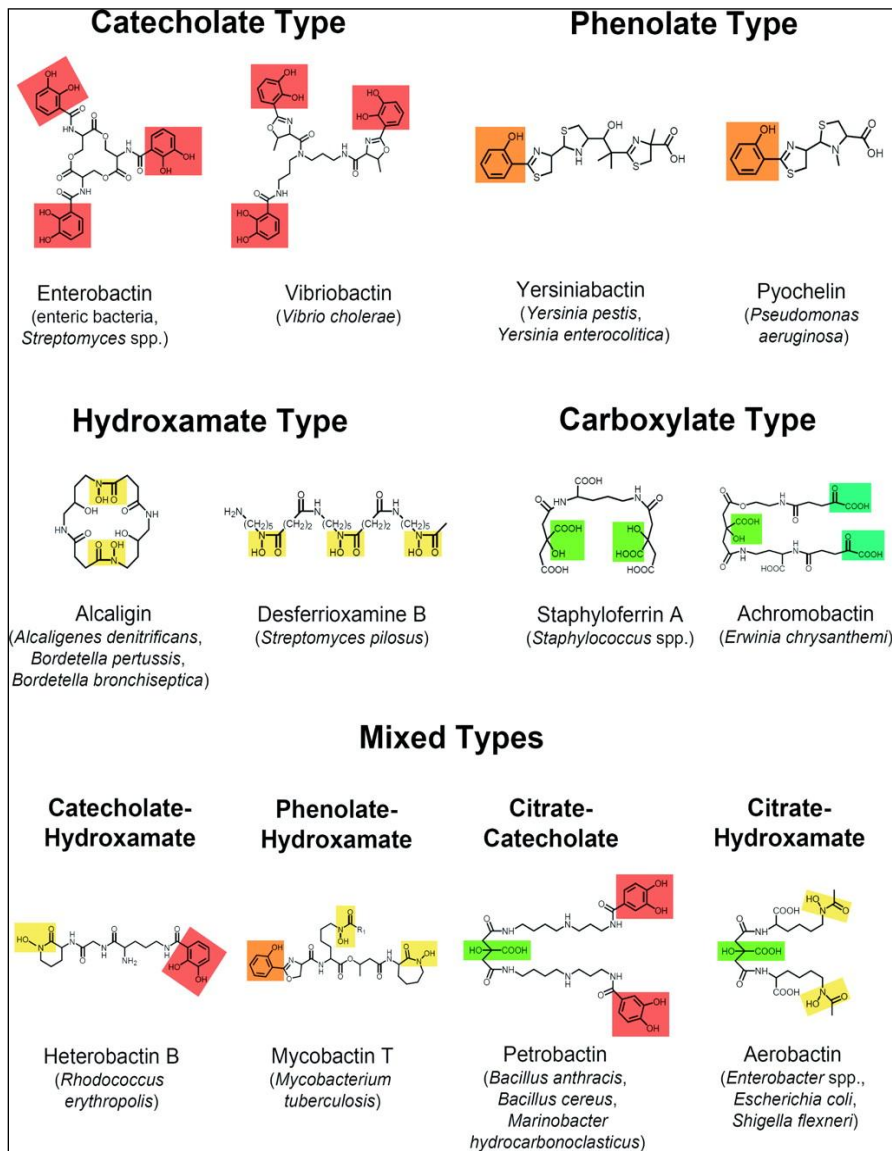 Catecholate Type
Phenolate Type
Enterobactin
(enteric bacteria,
Streptomyces spp.)
Vibriobactin
(Vibrio cholerae)
Yersiniabactin
(Yersinia pestis,
Yersinia enterocolitica)
Pyochelin
(Pseudomonas
aeruginosa)
Hydroxamate Type
Carboxylate Type
Alcaligin
(Alcaligenes denitrificans,
Bordetella pertussis,
Bordetella bronchiseptica)
Desferrioxamine B
(Streptomyces pilosus)
Staphyloferrin A
(Staphylococcus spp.)
Achromobactin
(Erwinia chrysanthemi)
Mixed Types
Catecholate-
Hydroxamate
Phenolate-
Hydroxamate
Citrate-
Catecholate
Citrate-
Hydroxamate
Heterobactin B
(Rhodococcus
erythropolis)
Mycobactin T
(Mycobacterium
tuberculosis)
Petrobactin
(Bacillus anthracis,
Bacillus cereus,
Marinobacter
hydrocarbonoclasticus)
Aerobactin
(Enterobacter spp.,
Escherichia coli,
Shigella flexneri)